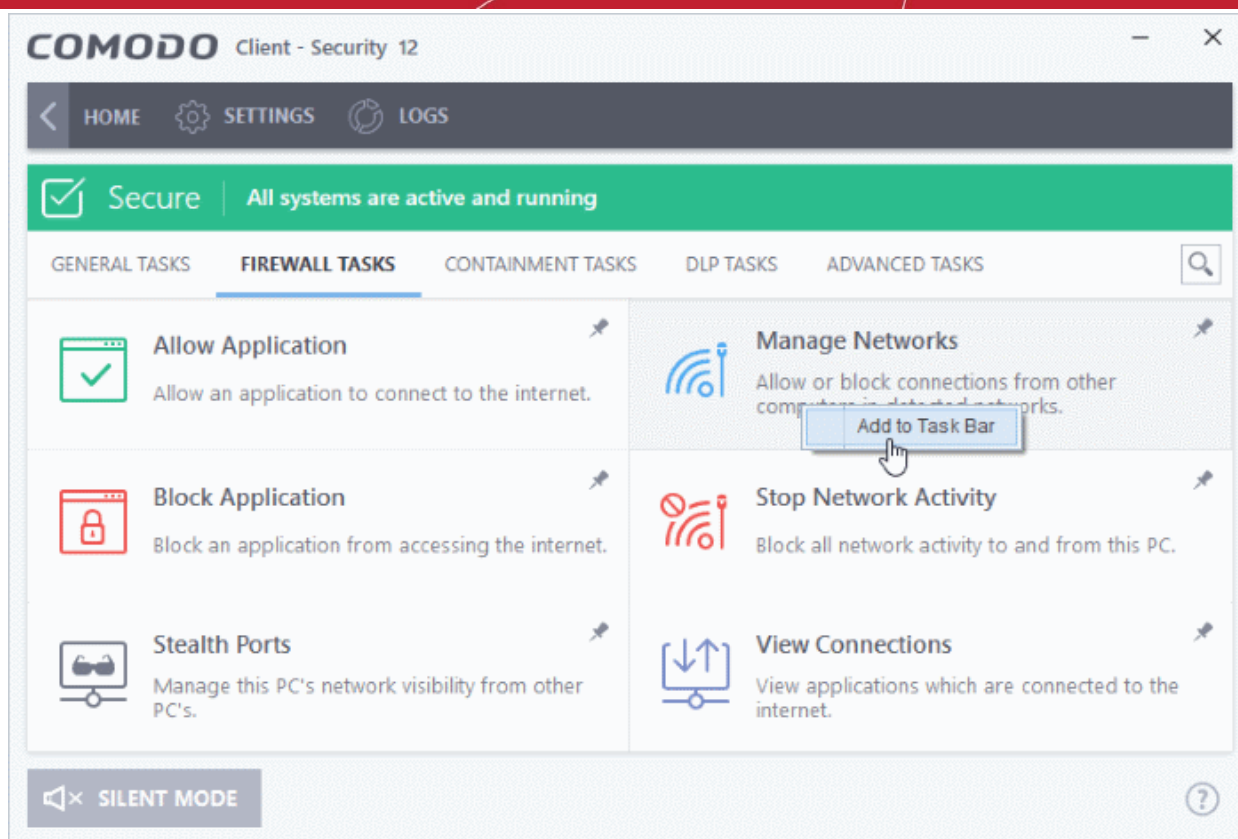 COMODO Client - Security 12
HOME SETTINGS LOGS
Secure All systems are active and running
GENERAL TASKS FIREWALL TASKS CONTAINMENT TASKS DLP TASKS ADVANCED TASKS
Allow Application
Allow an application to connect to the internet.
Manage Networks
Allow or block connections from other
computers in detected networks.
Add to Task Bar
Block Application
Block an application from accessing the internet.
Stop Network Activity
Block all network activity to and from this PC.
Stealth Ports
Manage this PC's network visibility from other
PC's.
View Connections
View applications which are connected to the
internet.
SILENT MODE
?